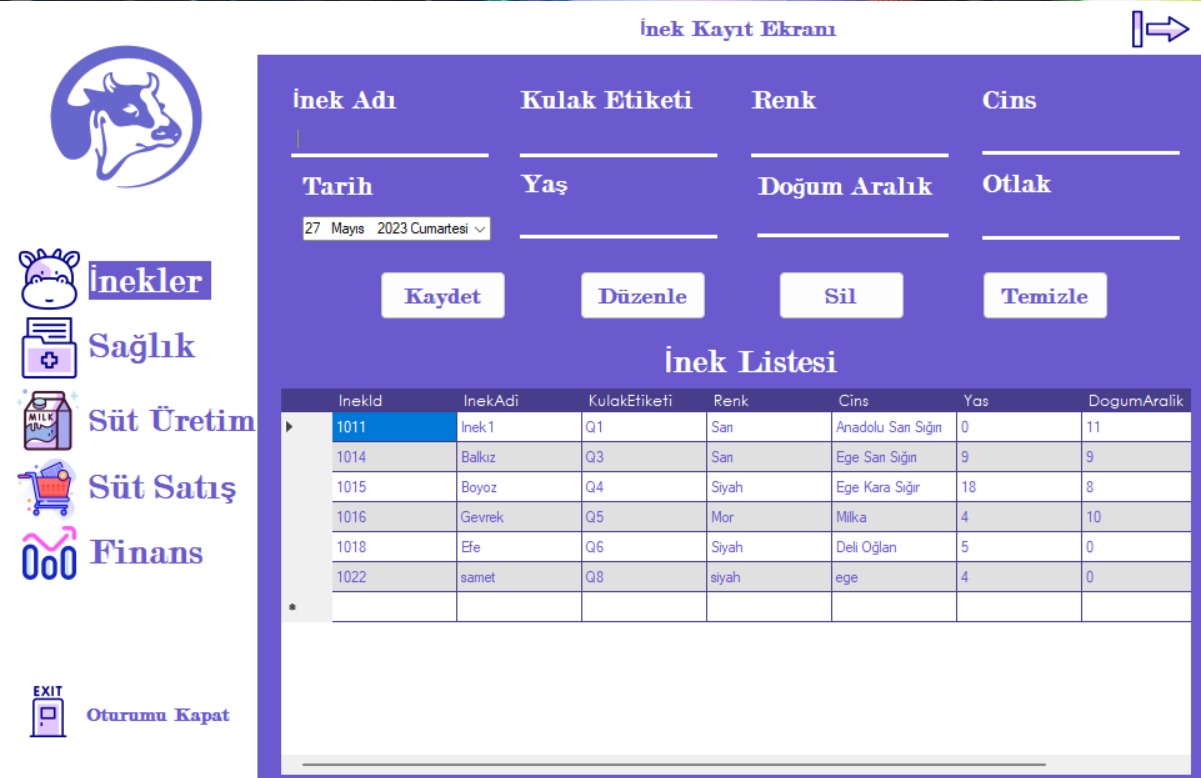 İnek Kayıt Ekranı
İnek Adı Kulak Etiketi Renk Cins
Tarih Yaş Doğum Aralık Otlak
27 Mayıs 2023 Cumartesi
Kaydet Düzenle Sil Temizle
İnekler
Sağlık
MILK
Süt Üretim
Süt Satış
Finans
EXIT
Oturumu Kapat
İnek Listesi
InekId InekAdi KulakEtiketi Renk Cins Yas DogumAralik
1011 Inek1 Q1 Sarı Anadolu Sarı Sığırı 0 11
1014 Balkız Q3 Sarı Ege Sarı Sığırı 9 9
1015 Boyoz Q4 Siyah Ege Kara Sığır 18 8
1016 Gevrek Q5 Mor Milka 4 10
1018 Efe Q6 Siyah Deli Oğlan 5 0
1022 samet Q8 siyah ege 4 0